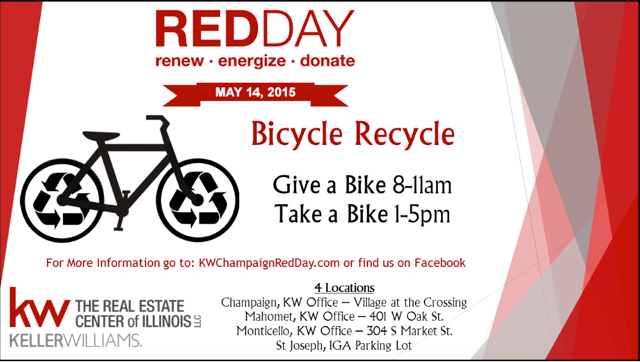 REDDAY
renew · energize · donate
MAY 14, 2015
Bicycle Recycle
Give a Bike 8-11am
Take a Bike 1-5pm
For More Information go to: KWChampaignRedDay.com or find us on Facebook
kw THE REAL ESTATE
CENTER of ILLINOIS LLC
KELLERWILLIAMS.
4 Locations
Champaign, KW Office – Village at the Crossing
Mahomet, KW Office – 401 W Oak St.
Monticello, KW Office – 304 S Market St.
St Joseph, IGA Parking Lot